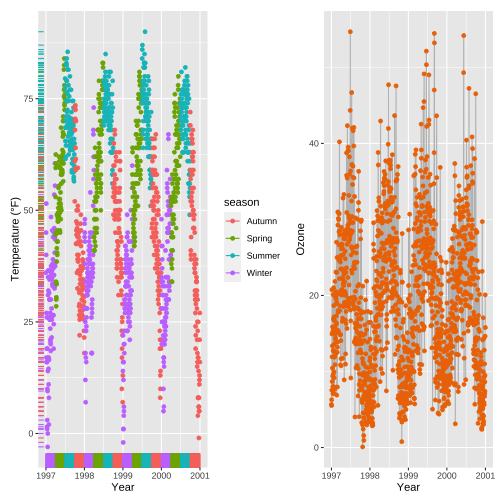 Temperature (°F)
75
50
25
0
1997
1998
1999
2000
2001
Year
season
Autumn
Spring
Summer
Winter
Ozone
40
20
0
1997
1998
1999
2000
2001
Year